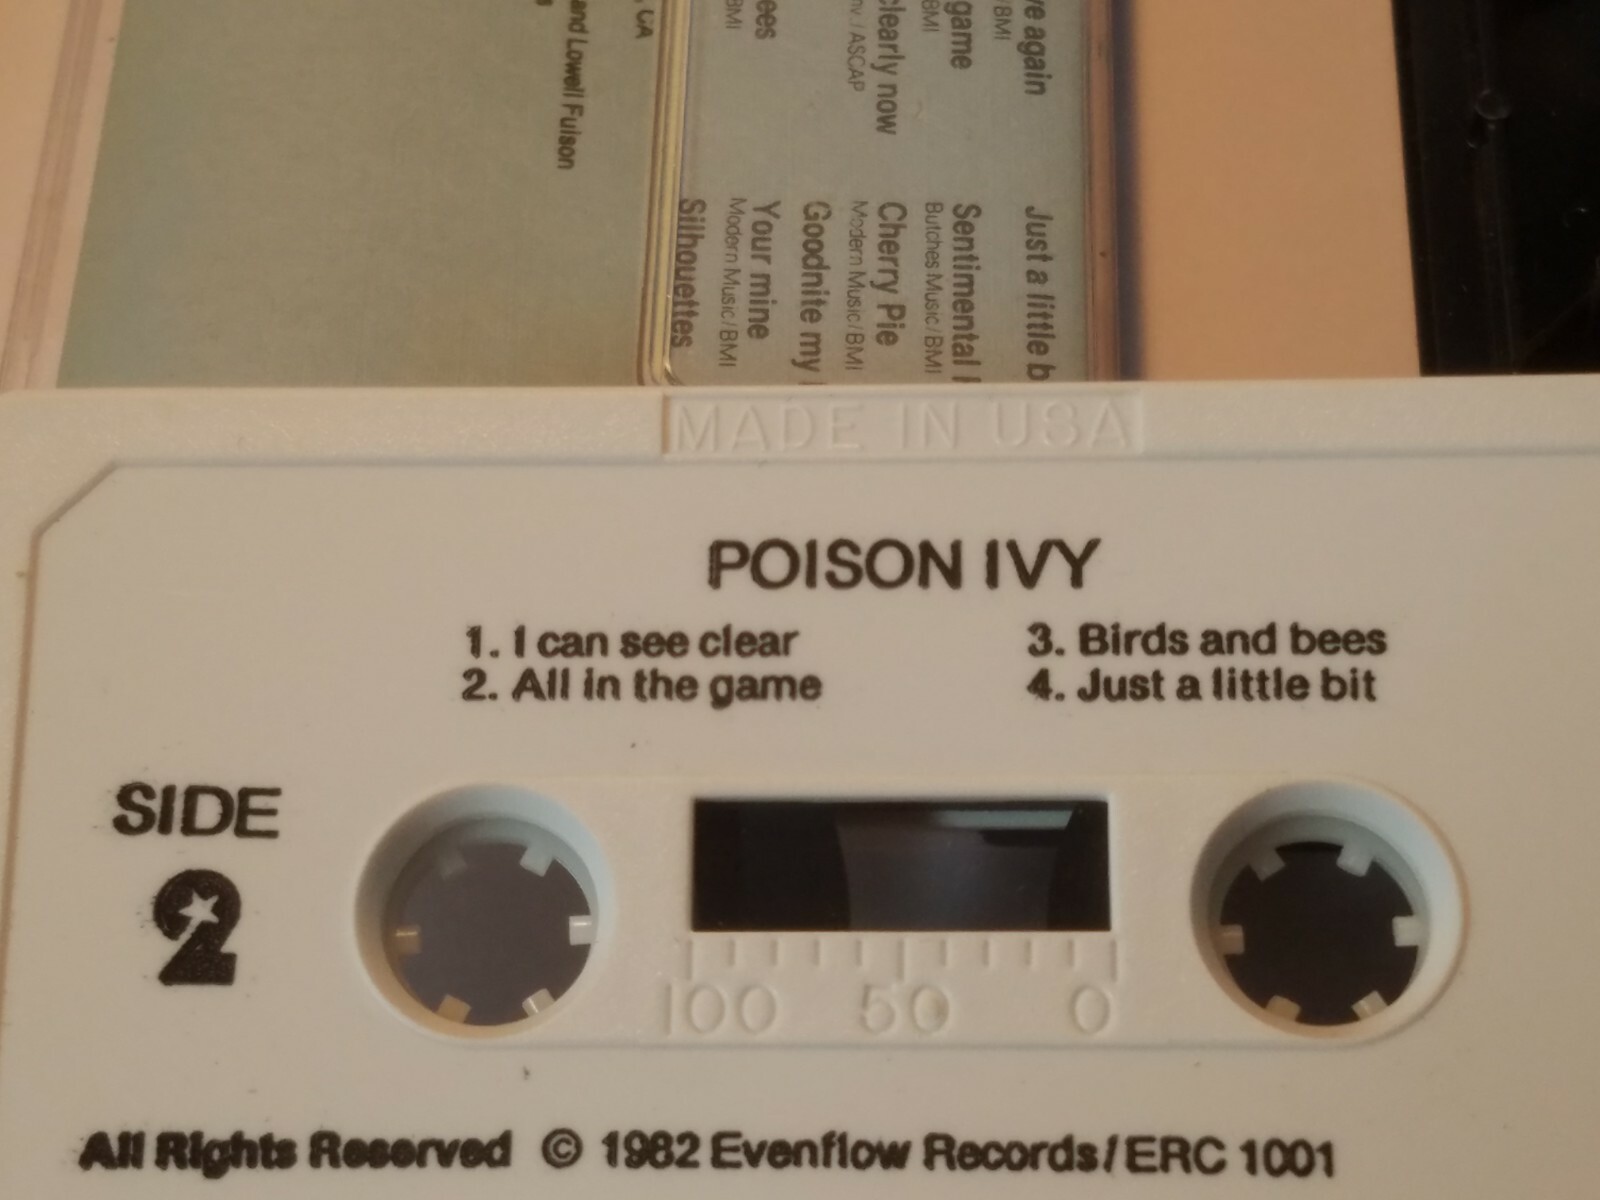 ve again
/BMI
game
BMI
clearly now
nv. / ASCAP
ees
BMI
, CA
and Lowell Fulson
Just a little b
Sentimental
Butches Music/BMI
Cherry Pie
Modern Music/BMI
Goodnite my
Your mine
Modern Music/BMI
Silhouettes
MADE IN USA
POISON IVY
1. I can see clear
2. All in the game
3. Birds and bees
4. Just a little bit
SIDE
2
100 50 0
All Rights Reserved © 1982 Evenflow Records/ERC 1001